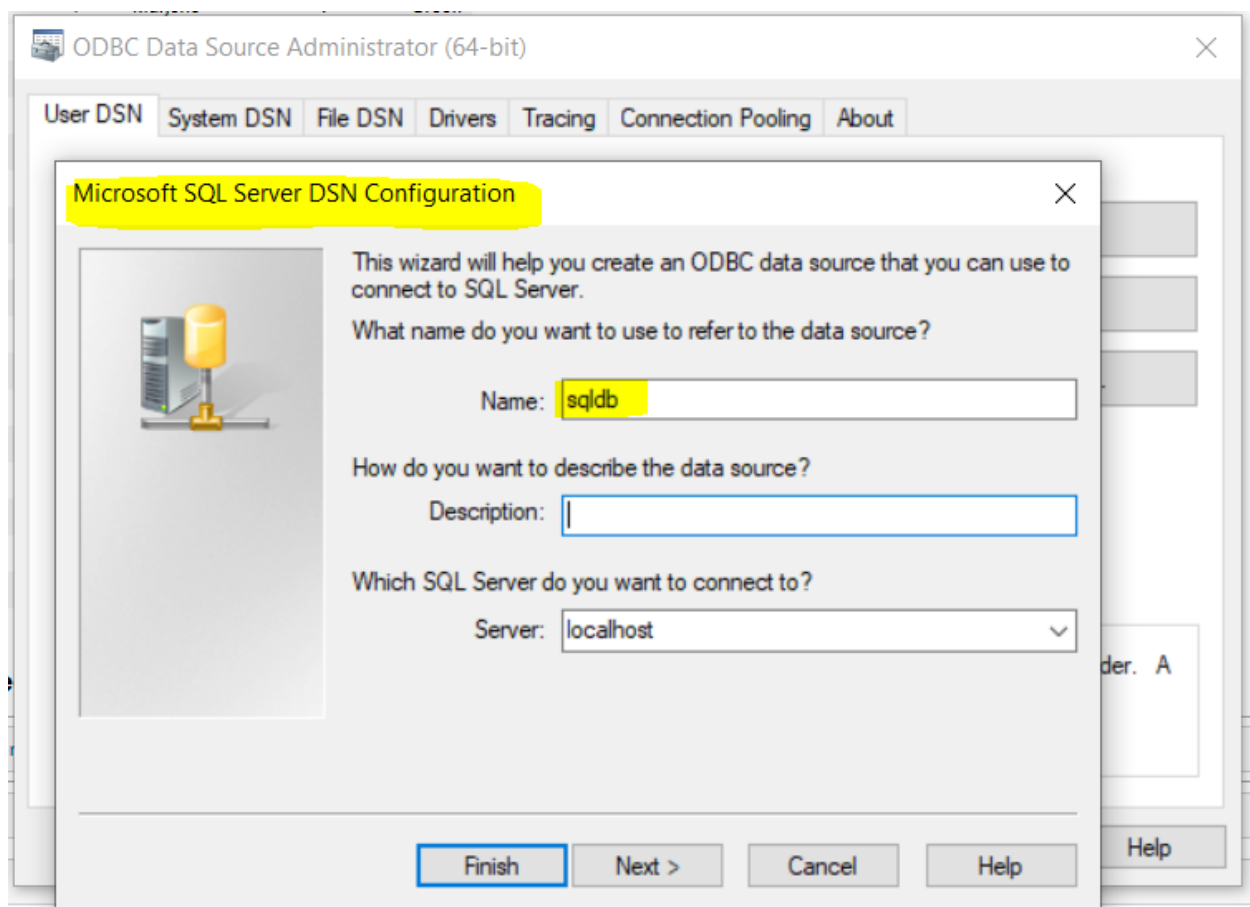 ODBC Data Source Administrator (64-bit)
User DSN System DSN File DSN Drivers Tracing Connection Pooling About
Microsoft SQL Server DSN Configuration
This wizard will help you create an ODBC data source that you can use to
connect to SQL Server.
What name do you want to use to refer to the data source?
Name: sqldb
How do you want to describe the data source?
Description:
Which SQL Server do you want to connect to?
Server: localhost
der. A
Finish Next > Cancel Help
Help